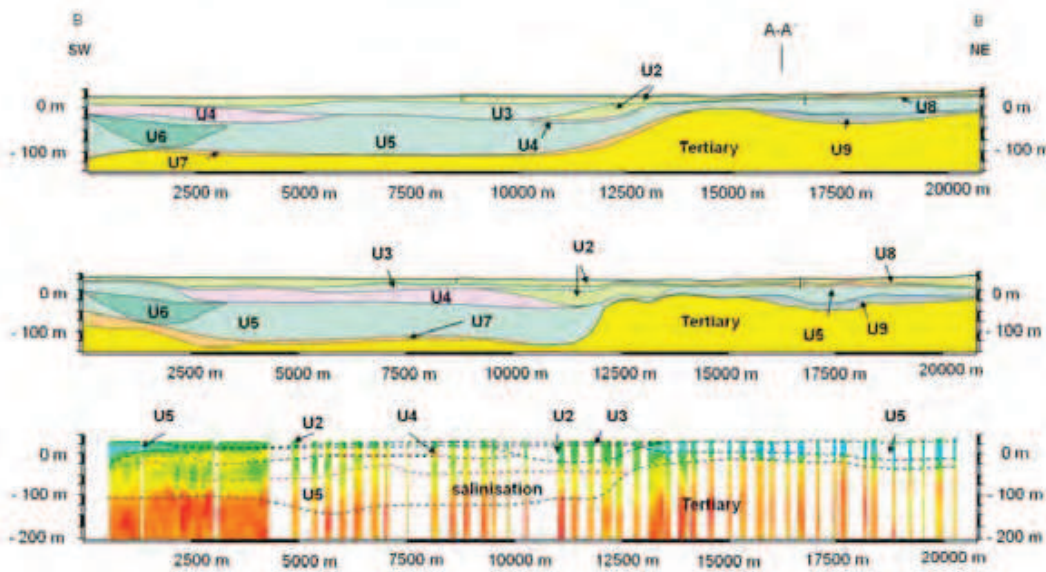 B B
SW A-A' NE
U2
0 m U4 U3 U8 0 m
U6 U5 U4
- 100 m U7 Tertiary U9 - 100 m
2500 m 5000 m 7500 m 10000 m 12500 m 15000 m 17500 m 20000 m
U3 U2 U8
0 m U4 0 m
U6 U5 U7 Tertiary U5 U9
- 100 m - 100 m
2500 m 5000 m 7500 m 10000 m 12500 m 15000 m 17500 m 20000 m
U5 U2 U4 U2 U3 U5
0 m 0 m
- 100 m U5 salinisation Tertiary - 100 m
- 200 m - 200 m
2500 m 5000 m 7500 m 10000 m 12500 m 15000 m 17500 m 20000 m